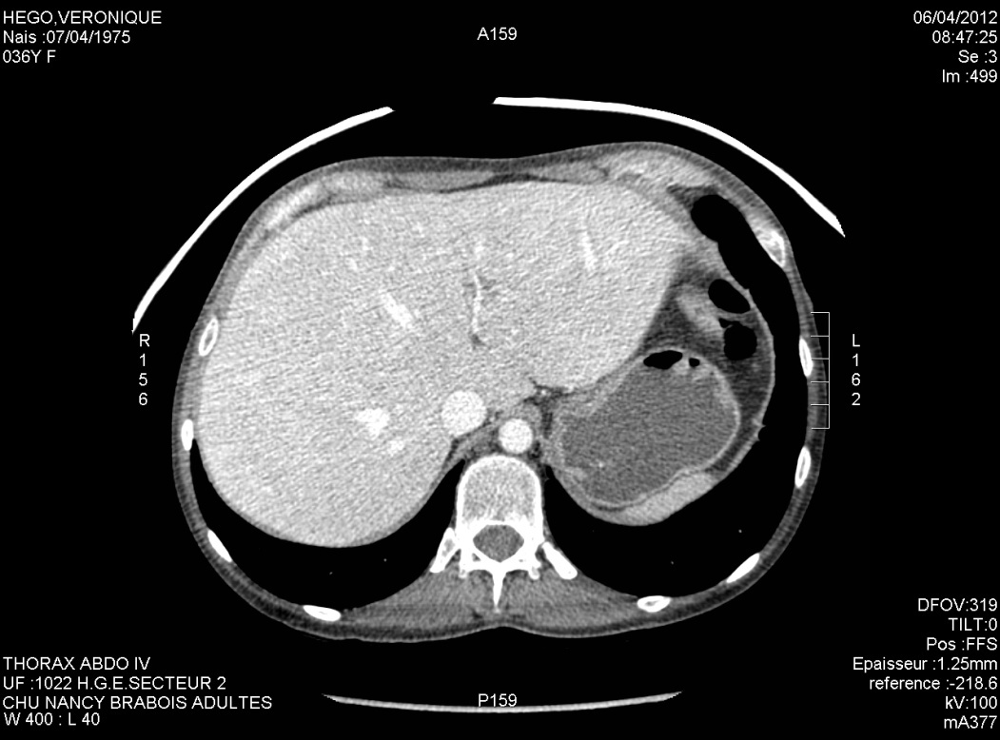 HEGO,VERONIQUE
Nais :07/04/1975
036Y F
A159
06/04/2012
08:47:25
Se :3
Im :499
R
1
5
6
L
1
6
2
THORAX ABDO IV
UF :1022 H.G.E.SECTEUR 2
CHU NANCY BRABOIS ADULTES
W 400 : L 40
P159
DFOV:319
TILT:0
Pos :FFS
Epaisseur :1.25mm
reference :-218.6
kV:100
mA377